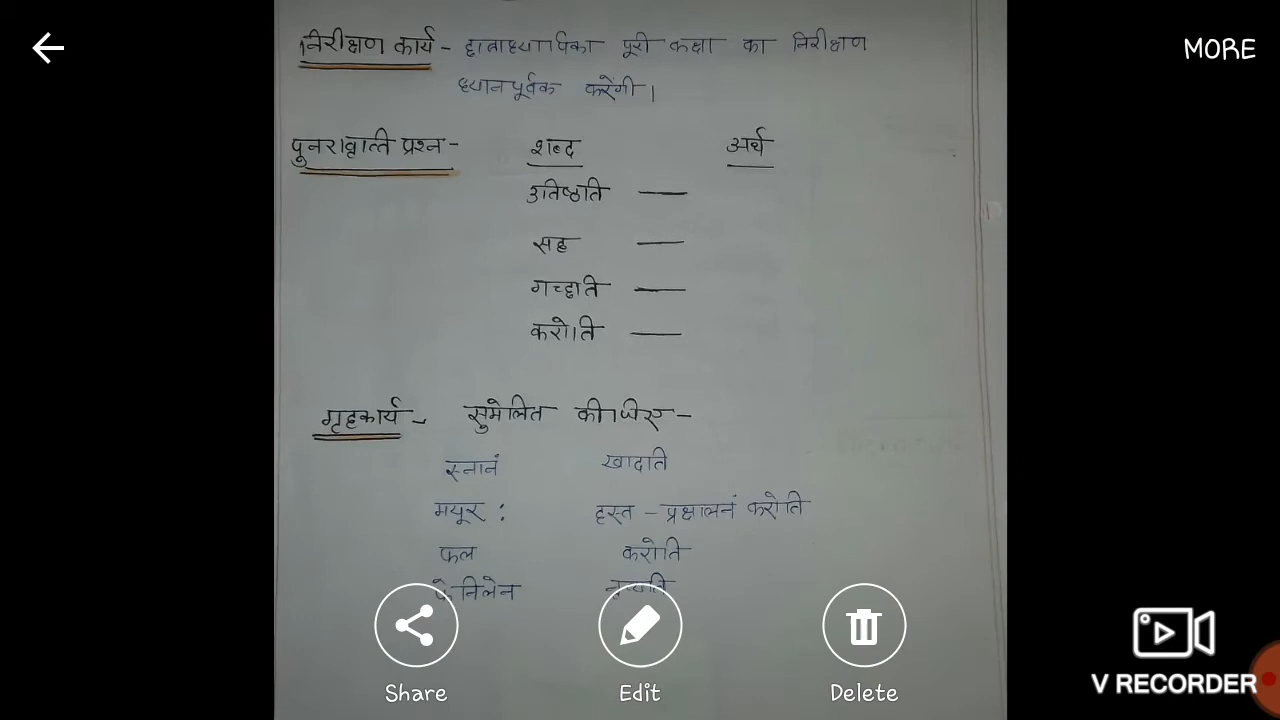 MORE
निरीक्षण कार्य - छात्राध्यापिका पूरी कक्षा का निरीक्षण
ध्यानपूर्वक करेगी।
पुनरावृत्ति प्रश्न - शब्द अर्थ
उतिष्ठति —
सह —
गच्छति —
करोति —
गृहकार्य - सुमेलित कीजिए -
स्नानं खादति
मयूर : हस्त - प्रक्षालनं करोति
फल करोति
फेनिलेन नृत्यति
Share Edit Delete
V RECORDER